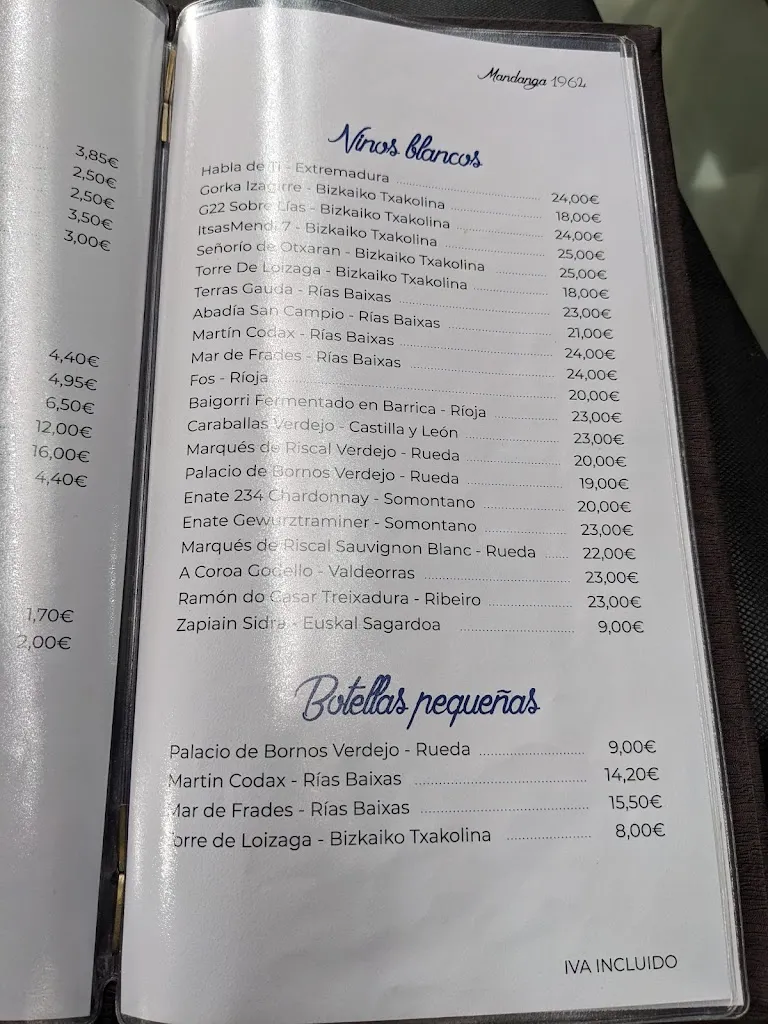 3,85€
2,50€
2,50€
3,50€
3,00€
4,40€
4,95€
6,50€
12,00€
16,00€
4,40€
1,70€
2,00€
Mandanga 1962
Vinos blancos
Habla de Ti - Extremadura 24,00€
Gorka Izagirre - Bizkaiko Txakolina 18,00€
G22 Sobre Lías - Bizkaiko Txakolina 24,00€
ItsasMendi 7 - Bizkaiko Txakolina 25,00€
Señorío de Otxaran - Bizkaiko Txakolina 25,00€
Torre De Loizaga - Bizkaiko Txakolina 18,00€
Terras Gauda - Rías Baixas 23,00€
Abadía San Campio - Rías Baixas 21,00€
Martín Codax - Rías Baixas 24,00€
Mar de Frades - Rías Baixas 24,00€
Fos - Ríoja 20,00€
Baigorri Fermentado en Barrica - Ríoja 23,00€
Caraballas Verdejo - Castilla y León 23,00€
Marqués de Riscal Verdejo - Rueda 20,00€
Palacio de Bornos Verdejo - Rueda 19,00€
Enate 234 Chardonnay - Somontano 20,00€
Enate Gewurztraminer - Somontano 23,00€
Marqués de Riscal Sauvignon Blanc - Rueda 22,00€
A Coroa Godello - Valdeorras 23,00€
Ramón do Casar Treixadura - Ribeiro 23,00€
Zapiain Sidra - Euskal Sagardoa 9,00€
Botellas pequeñas
Palacio de Bornos Verdejo - Rueda 9,00€
Martin Codax - Rías Baixas 14,20€
Mar de Frades - Rías Baixas 15,50€
Torre de Loizaga - Bizkaiko Txakolina 8,00€
IVA INCLUIDO